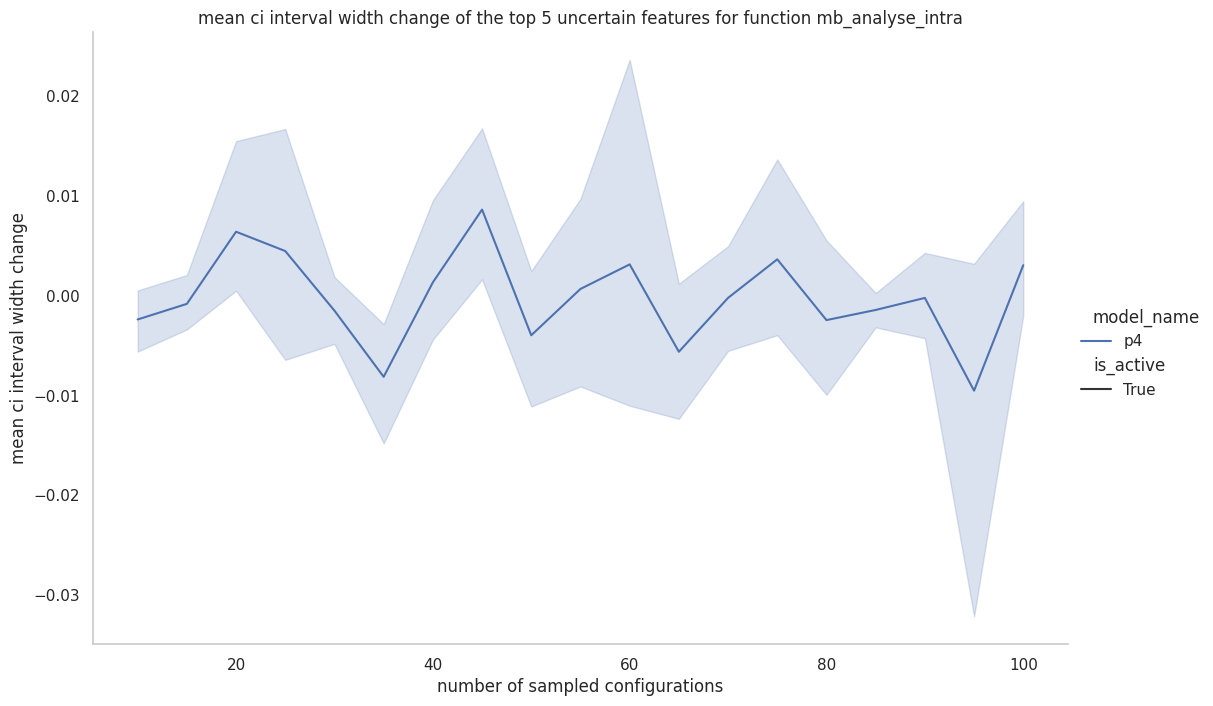 mean ci interval width change of the top 5 uncertain features for function mb_analyse_intra
mean ci interval width change
0.02
0.01
0.00
−0.01
−0.02
−0.03
20
40
60
80
100
number of sampled configurations
model_name
p4
is_active
True